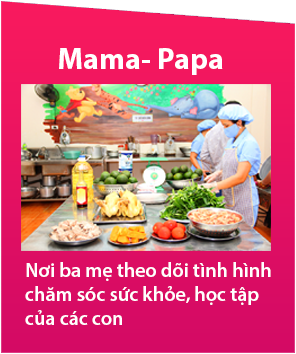 Mama- Papa
Nơi ba mẹ theo dõi tình hình
chăm sóc sức khỏe, học tập
của các con